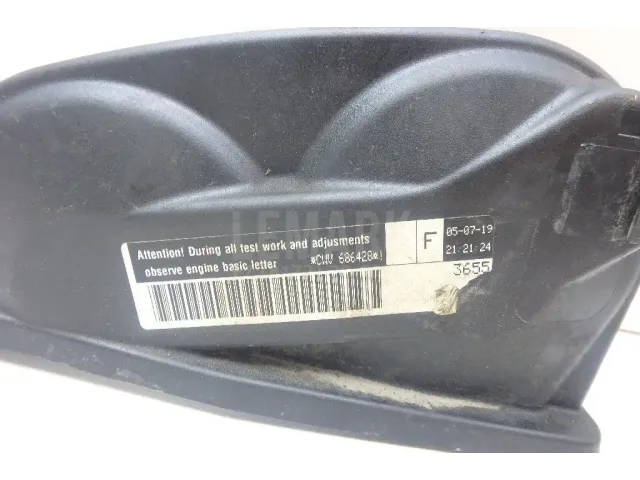 LEMARK
Attention! During all test work and adjusments
observe engine basic letter *CWV 686428*
F
05-07-19
21:21:24
3655